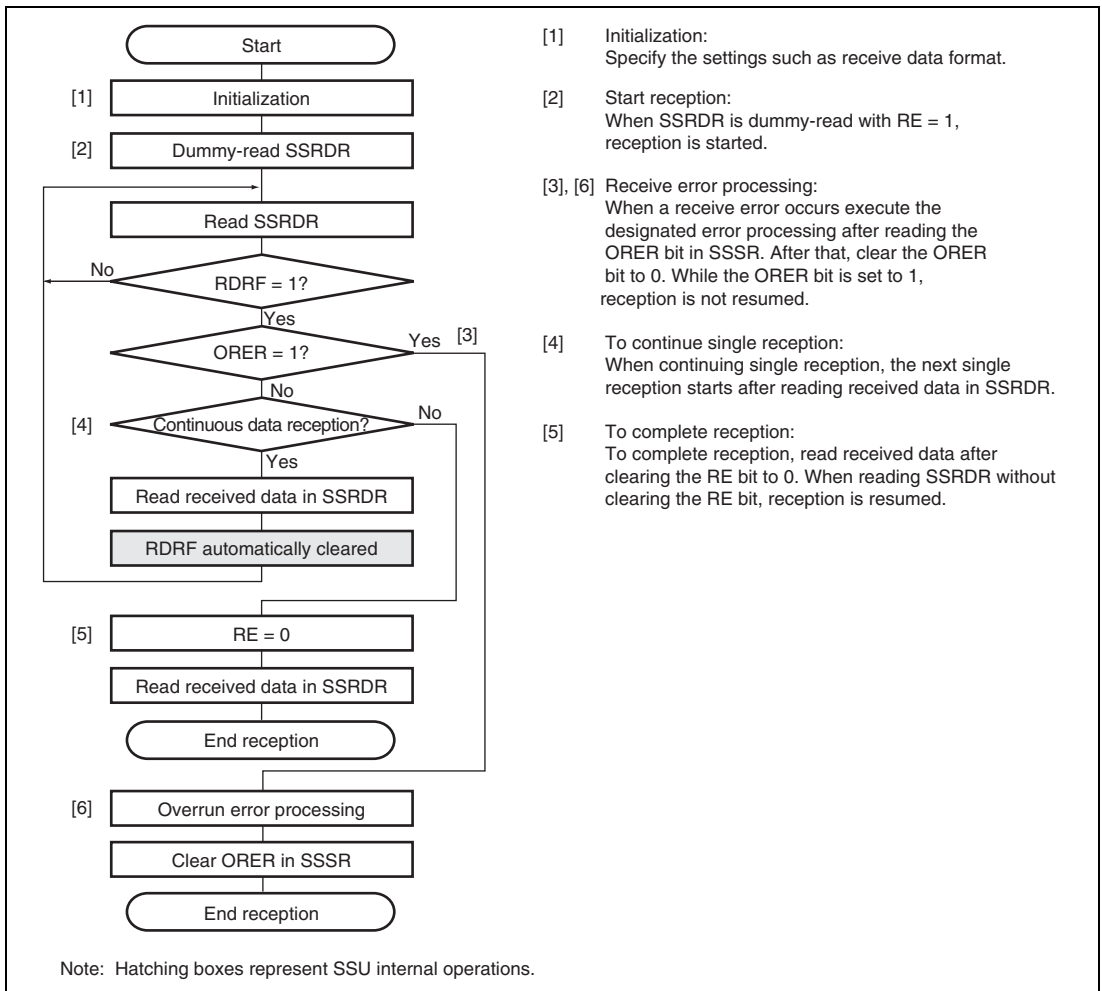 Start
[1] Initialization
[2] Dummy-read SSRDR
Read SSRDR
No
RDRF = 1?
Yes
ORER = 1?
Yes [3]
No
[4] Continuous data reception?
No
Yes
Read received data in SSRDR
RDRF automatically cleared
[5] RE = 0
Read received data in SSRDR
End reception
[6] Overrun error processing
Clear ORER in SSSR
End reception
[1] Initialization:
Specify the settings such as receive data format.
[2] Start reception:
When SSRDR is dummy-read with RE = 1,
reception is started.
[3], [6] Receive error processing:
When a receive error occurs execute the
designated error processing after reading the
ORER bit in SSSR. After that, clear the ORER
bit to 0. While the ORER bit is set to 1,
reception is not resumed.
[4] To continue single reception:
When continuing single reception, the next single
reception starts after reading received data in SSRDR.
[5] To complete reception:
To complete reception, read received data after
clearing the RE bit to 0. When reading SSRDR without
clearing the RE bit, reception is resumed.
Note: Hatching boxes represent SSU internal operations.